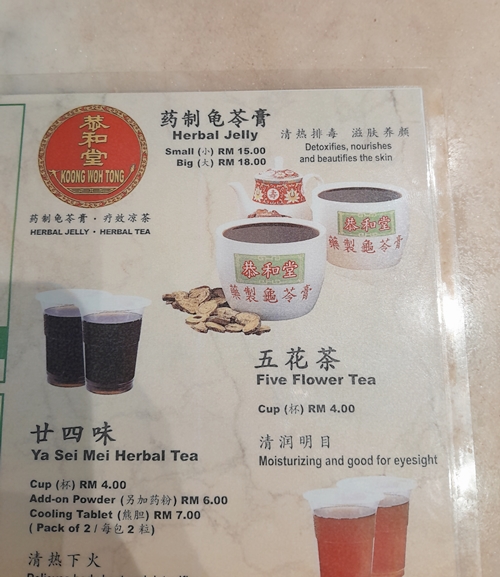 恭和堂
KOONG WOH TONG
药制龟苓膏・疗效凉茶
HERBAL JELLY • HERBAL TEA
药制龟苓膏
Herbal Jelly
Small (小) RM 15.00
Big (大) RM 18.00
清热排毒 滋肤养颜
Detoxifies, nourishes
and beautifies the skin
恭和堂
藥製龜苓膏
恭和堂
藥製龜苓膏
五花茶
Five Flower Tea
Cup (杯) RM 4.00
清润明目
Moisturizing and good for eyesight
廿四味
Ya Sei Mei Herbal Tea
Cup (杯) RM 4.00
Add-on Powder (另加药粉) RM 6.00
Cooling Tablet (熊胆) RM 7.00
( Pack of 2 / 每包 2 粒)
清热下火